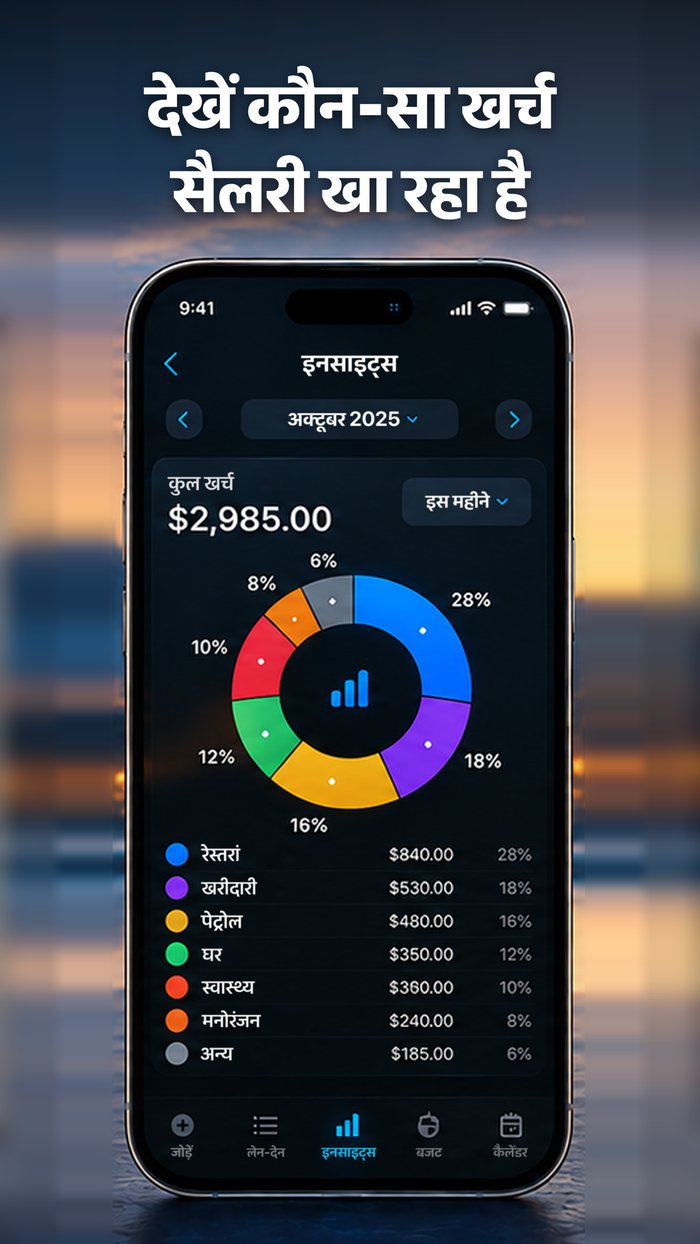 देखें कौन-सा खर्च
सैलरी खा रहा है
9:41
इनसाइट्स
अक्टूबर 2025
कुल खर्च
$2,985.00
इस महीने
6%
8%
28%
10%
12%
18%
16%
रेस्तरां $840.00 28%
खरीदारी $530.00 18%
पेट्रोल $480.00 16%
घर $350.00 12%
स्वास्थ्य $360.00 10%
मनोरंजन $240.00 8%
अन्य $185.00 6%
जोड़ें लेन-देन इनसाइट्स बजट कैलेंडर